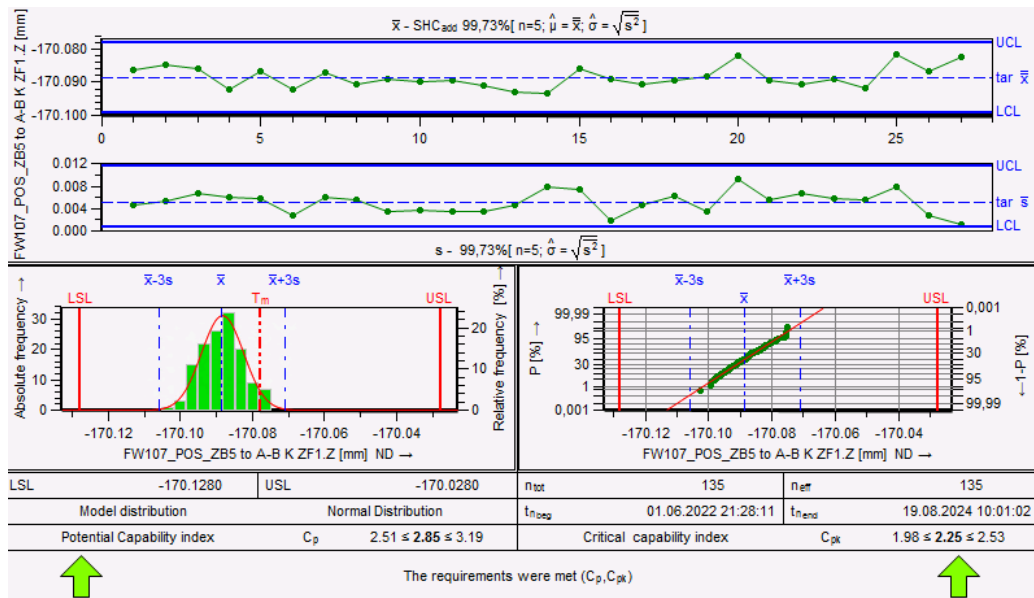 x̿ - SHCadd 99,73%[ n=5; μ̂ = x̿; σ̂ = √s̅²̅ ]
FW107_POS_ZB5 to A-B K ZF1.Z [mm]
-170.080
-170.090
-170.100
UCL
tar x̿
LCL
0 5 10 15 20 25
0.012
0.008
0.004
0.000
UCL
tar s̅
LCL
s - 99,73%[ n=5; σ̂ = √s̅²̅ ]
x̅-3s x̅ x̅+3s
LSL Tm USL
Absolute frequency →
30
20
10
0
Relative frequency [%] →
20
10
0
-170.12 -170.10 -170.08 -170.06 -170.04
FW107_POS_ZB5 to A-B K ZF1.Z [mm] ND →
x̅-3s x̅ x̅+3s
LSL USL
P [%] →
99,99
95
30
1
0,001
←1-P [%]
0,001
1
30
95
99,99
-170.12 -170.10 -170.08 -170.06 -170.04
FW107_POS_ZB5 to A-B K ZF1.Z [mm] ND →
LSL -170.1280 USL -170.0280 ntot 135 neff 135
Model distribution Normal Distribution tnbeg 01.06.2022 21:28:11 tnend 19.08.2024 10:01:02
Potential Capability index Cp 2.51 ≤ 2.85 ≤ 3.19 Critical capability index Cpk 1.98 ≤ 2.25 ≤ 2.53
The requirements were met (Cp,Cpk)